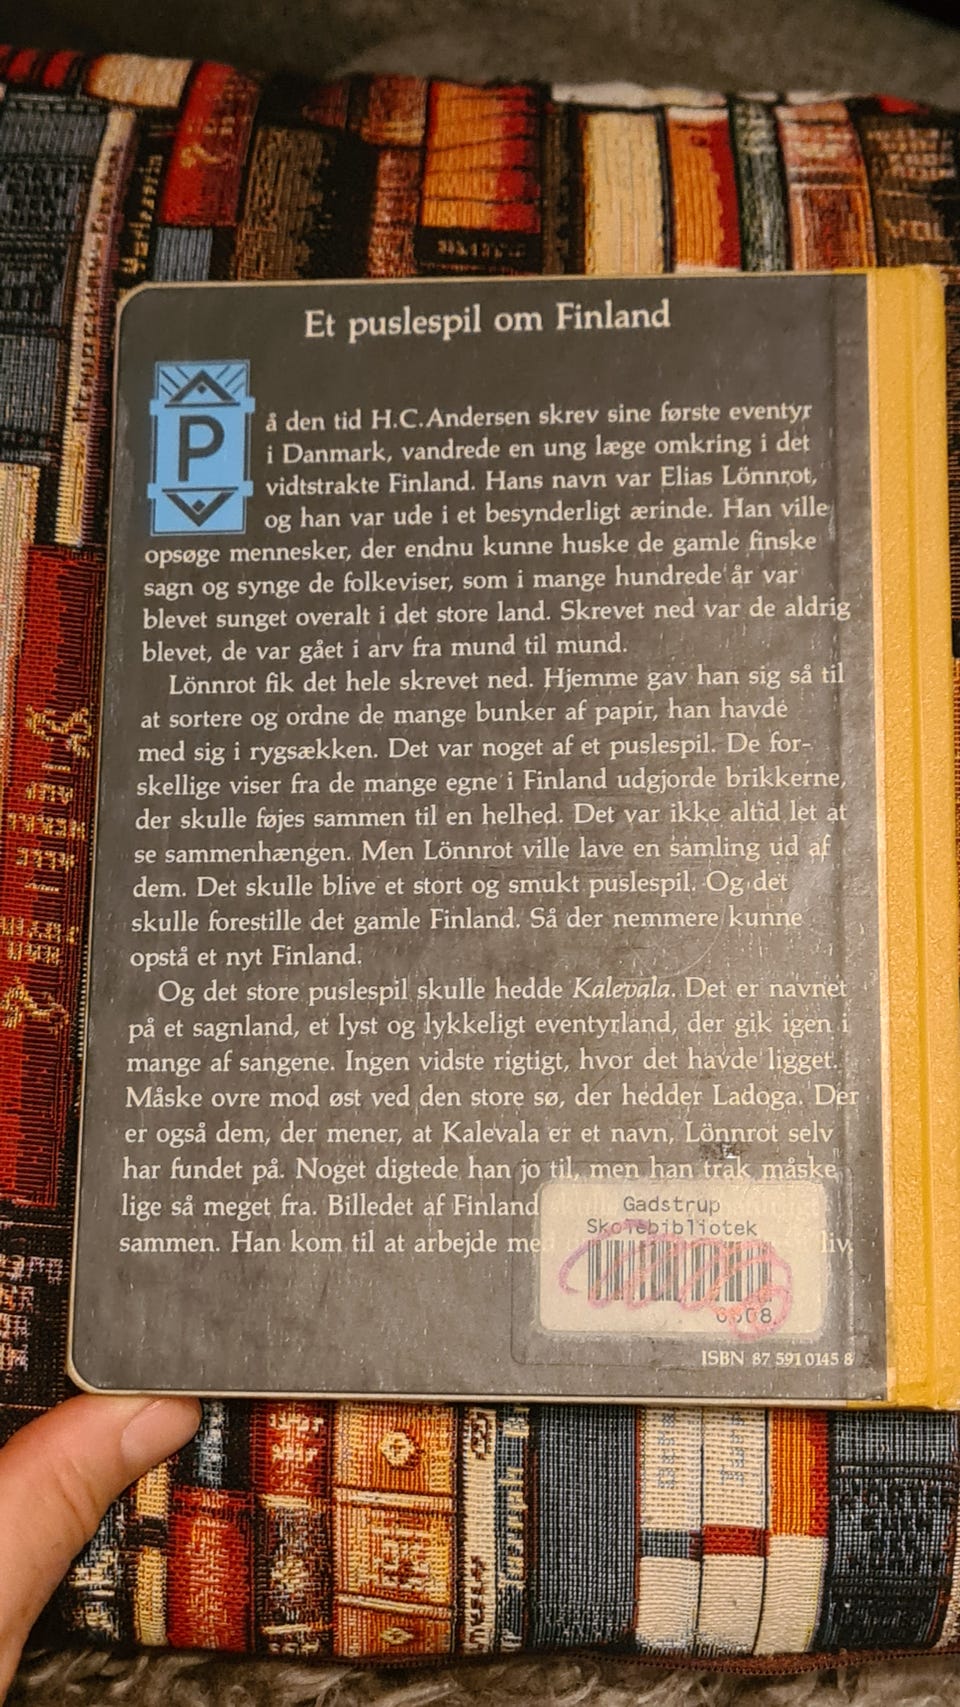 Et puslespil om Finland
På den tid H.C.Andersen skrev sine første eventyr
i Danmark, vandrede en ung læge omkring i det
vidtstrakte Finland. Hans navn var Elias Lönnrot,
og han var ude i et besynderligt ærinde. Han ville
opsøge mennesker, der endnu kunne huske de gamle finske
sagn og synge de folkeviser, som i mange hundrede år var
blevet sunget overalt i det store land. Skrevet ned var de aldrig
blevet, de var gået i arv fra mund til mund.
Lönnrot fik det hele skrevet ned. Hjemme gav han sig så til
at sortere og ordne de mange bunker af papir, han havde
med sig i rygsækken. Det var noget af et puslespil. De for-
skellige viser fra de mange egne i Finland udgjorde brikkerne,
der skulle føjes sammen til en helhed. Det var ikke altid let at
se sammenhængen. Men Lönnrot ville lave en samling ud af
dem. Det skulle blive et stort og smukt puslespil. Og det
skulle forestille det gamle Finland. Så der nemmere kunne
opstå et nyt Finland.
Og det store puslespil skulle hedde Kalevala. Det er navnet
på et sagnland, et lyst og lykkeligt eventyrland, der gik igen i
mange af sangene. Ingen vidste rigtigt, hvor det havde ligget.
Måske ovre mod øst ved den store sø, der hedder Ladoga. Der
er også dem, der mener, at Kalevala er et navn, Lönnrot selv
har fundet på. Noget digtede han jo til, men han trak måske
lige så meget fra. Billedet af Finland
sammen. Han kom til at arbejde med liv.
Gadstrup
Skolebibliotek
ISBN 87 591 0145 8